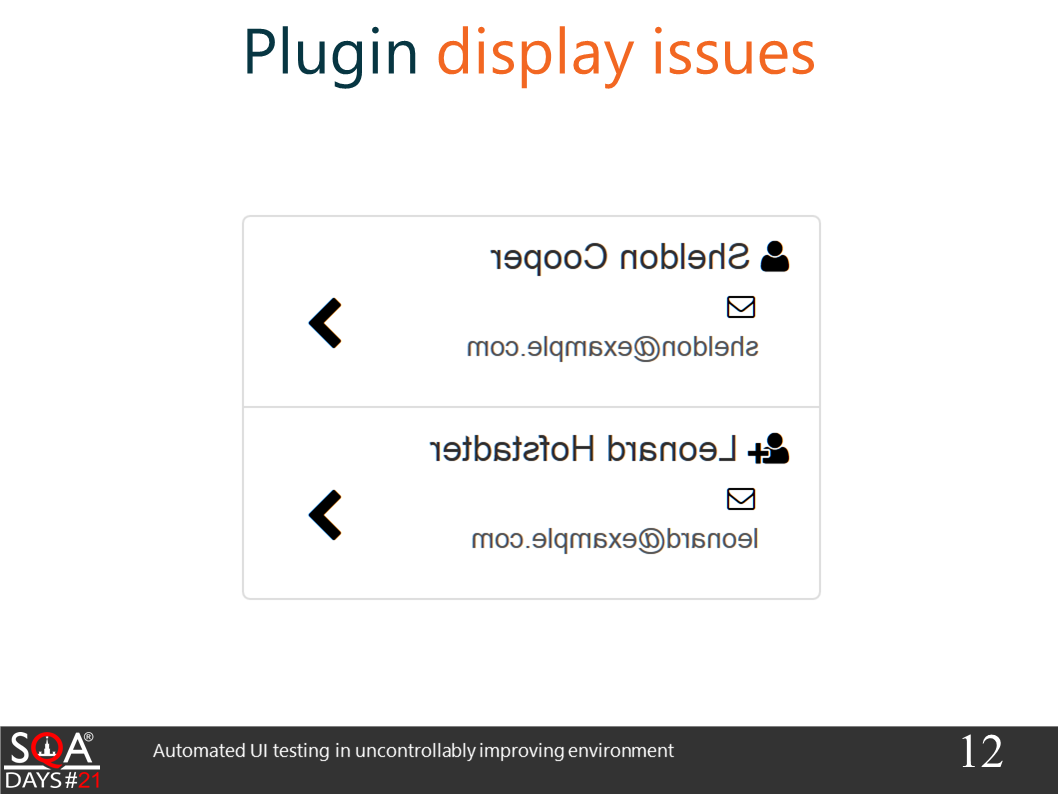 Plugin display issues
Sheldon Cooper
sheldon@example.com
Leonard Hofstadter
leonard@example.com
SQA®
DAYS#21
Automated UI testing in uncontrollably improving environment
12